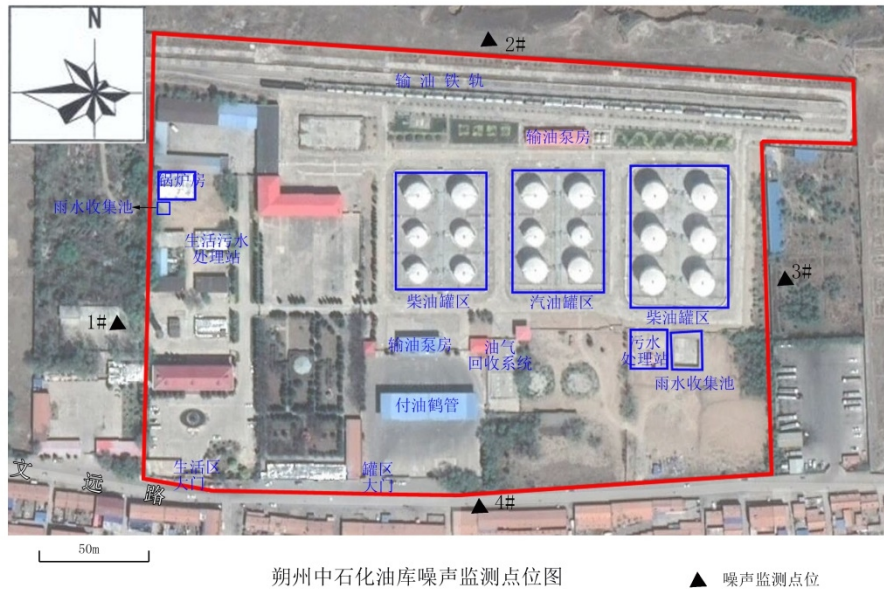 N
2#
输油铁轨
输油泵房
锅炉房
雨水收集池
生活污水
处理站
3#
柴油罐区
汽油罐区
柴油罐区
1#
输油泵房
油气
回收系统
污水
处理站
雨水收集池
付油鹤管
生活区
大门
罐区
大门
文远路
4#
50m
朔州中石化油库噪声监测点位图
噪声监测点位